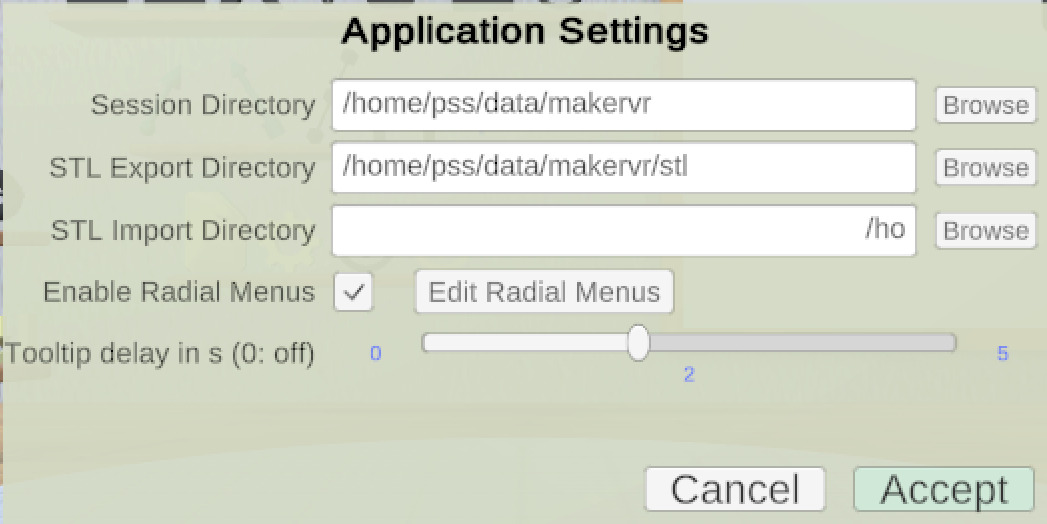 Application Settings
Session Directory /home/pss/data/makervr Browse
STL Export Directory /home/pss/data/makervr/stl Browse
STL Import Directory /ho Browse
Enable Radial Menus Edit Radial Menus
Tooltip delay in s (0: off) 0 5
2
Cancel Accept